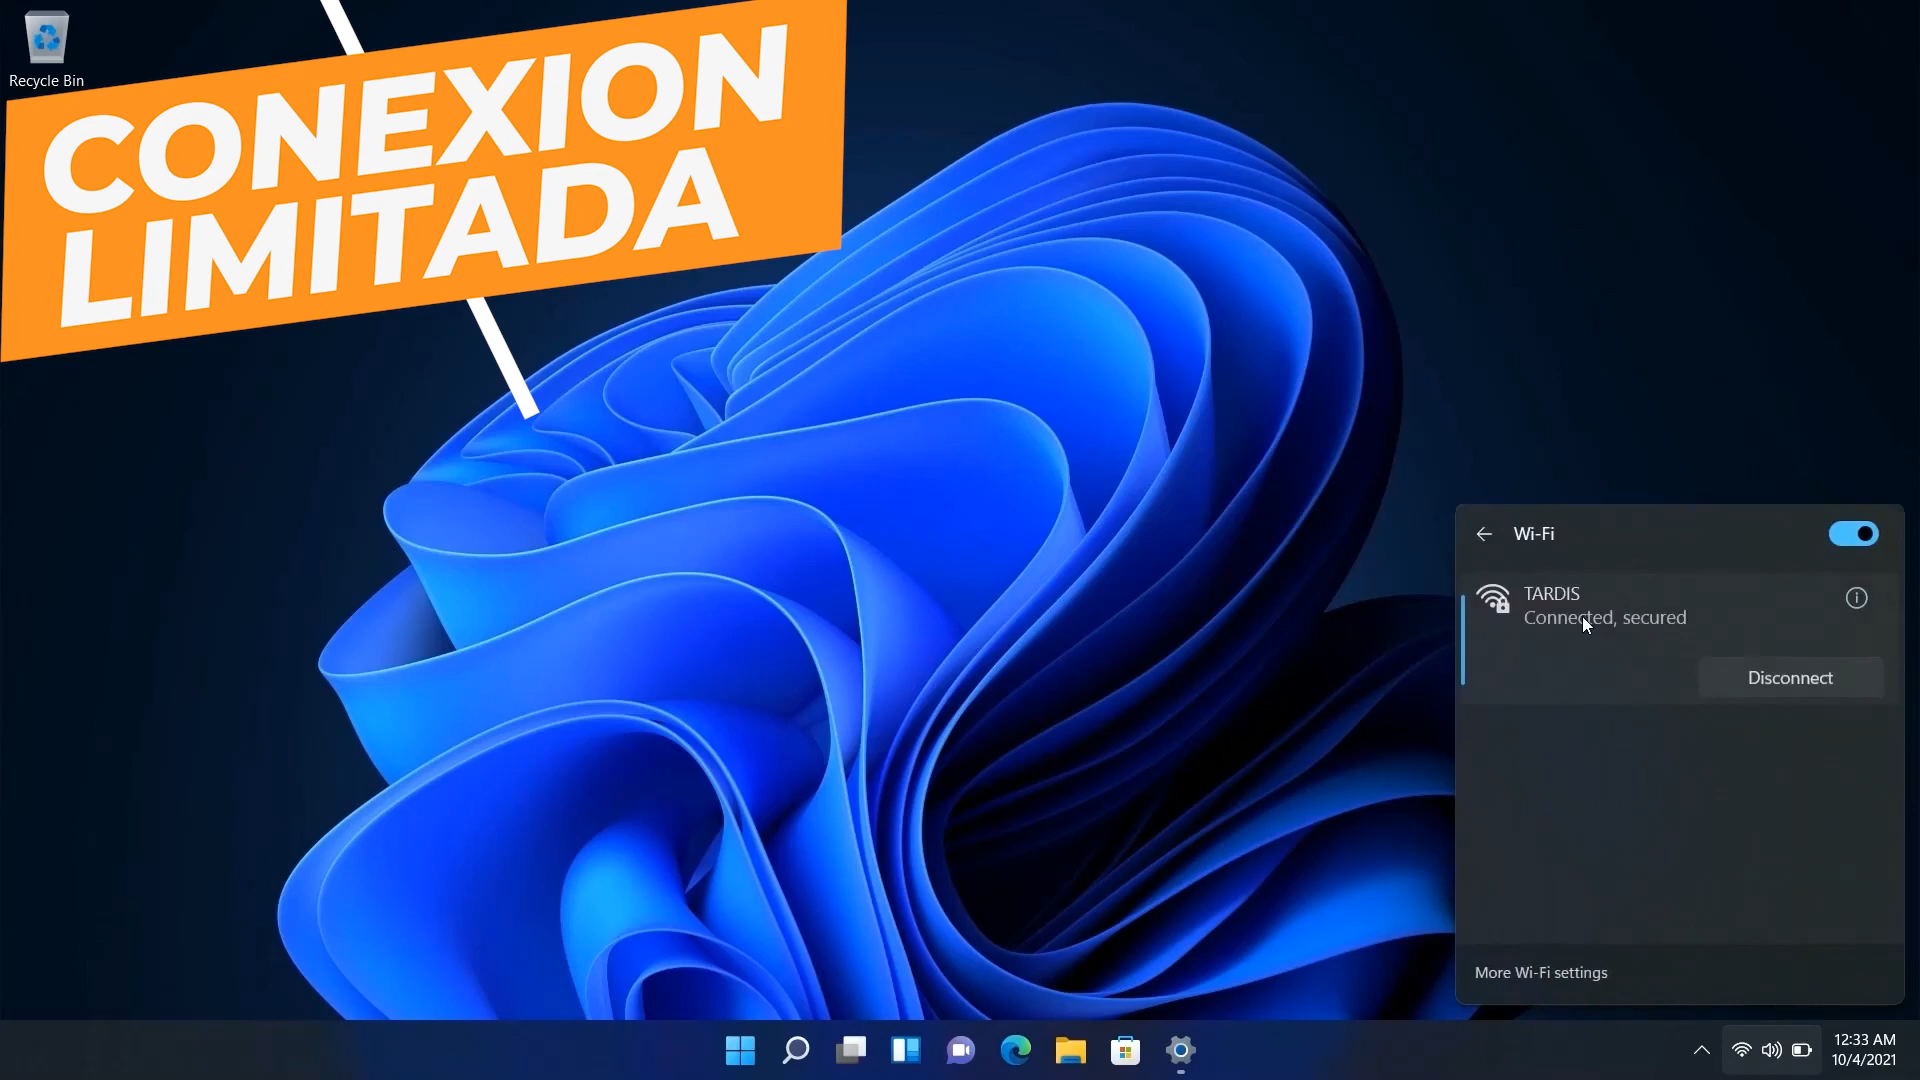 Recycle Bin
CONEXION
LIMITADA
Wi-Fi
TARDIS
Connected, secured
Disconnect
More Wi-Fi settings
12:33 AM
10/4/2021